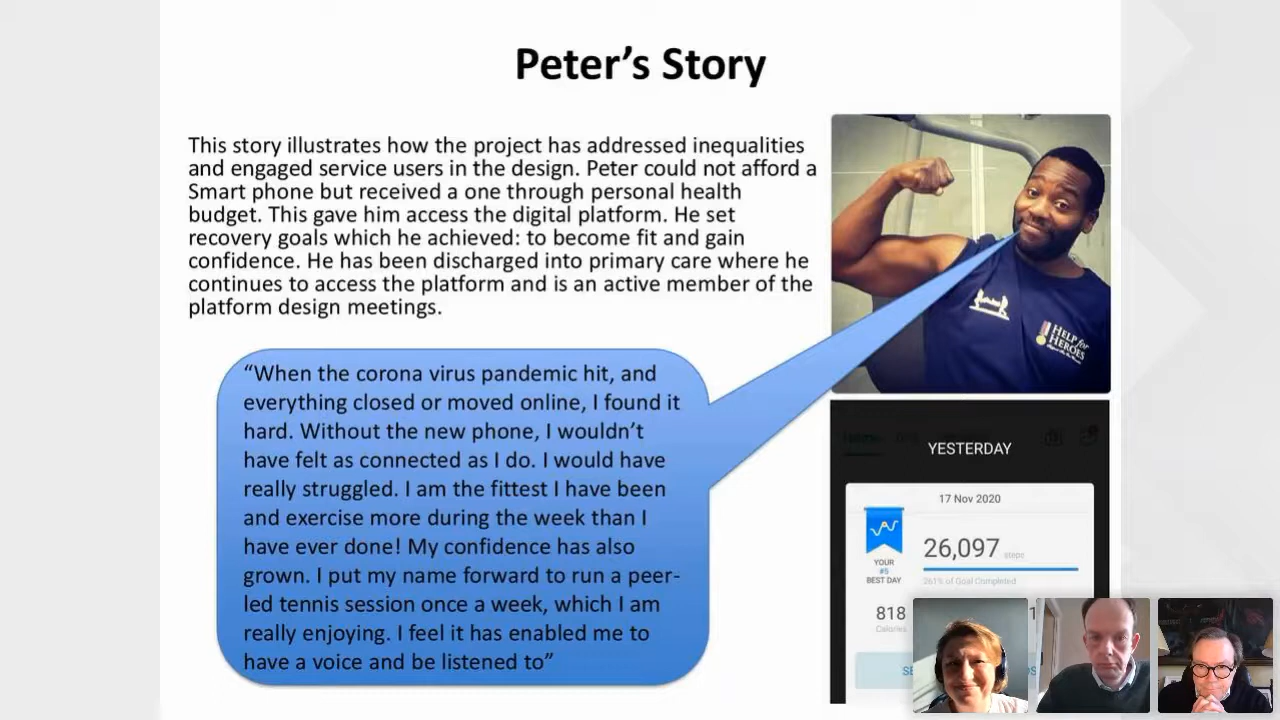 Peter’s Story
This story illustrates how the project has addressed inequalities
and engaged service users in the design. Peter could not afford a
Smart phone but received a one through personal health
budget. This gave him access the digital platform. He set
recovery goals which he achieved: to become fit and gain
confidence. He has been discharged into primary care where he
continues to access the platform and is an active member of the
platform design meetings.
“When the corona virus pandemic hit, and
everything closed or moved online, I found it
hard. Without the new phone, I wouldn’t
have felt as connected as I do. I would have
really struggled. I am the fittest I have been
and exercise more during the week than I
have ever done! My confidence has also
grown. I put my name forward to run a peer-
led tennis session once a week, which I am
really enjoying. I feel it has enabled me to
have a voice and be listened to”
HELP for
HEROES
YESTERDAY
17 Nov 2020
26,097 steps
YOUR
#5
BEST DAY
261% of Goal Completed
818
Calories